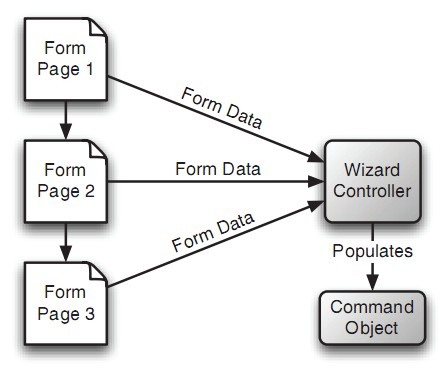 Form
Page 1
Form Data
Form
Page 2
Form Data
Wizard
Controller
Form Data
Populates
Form
Page 3
Command
Object